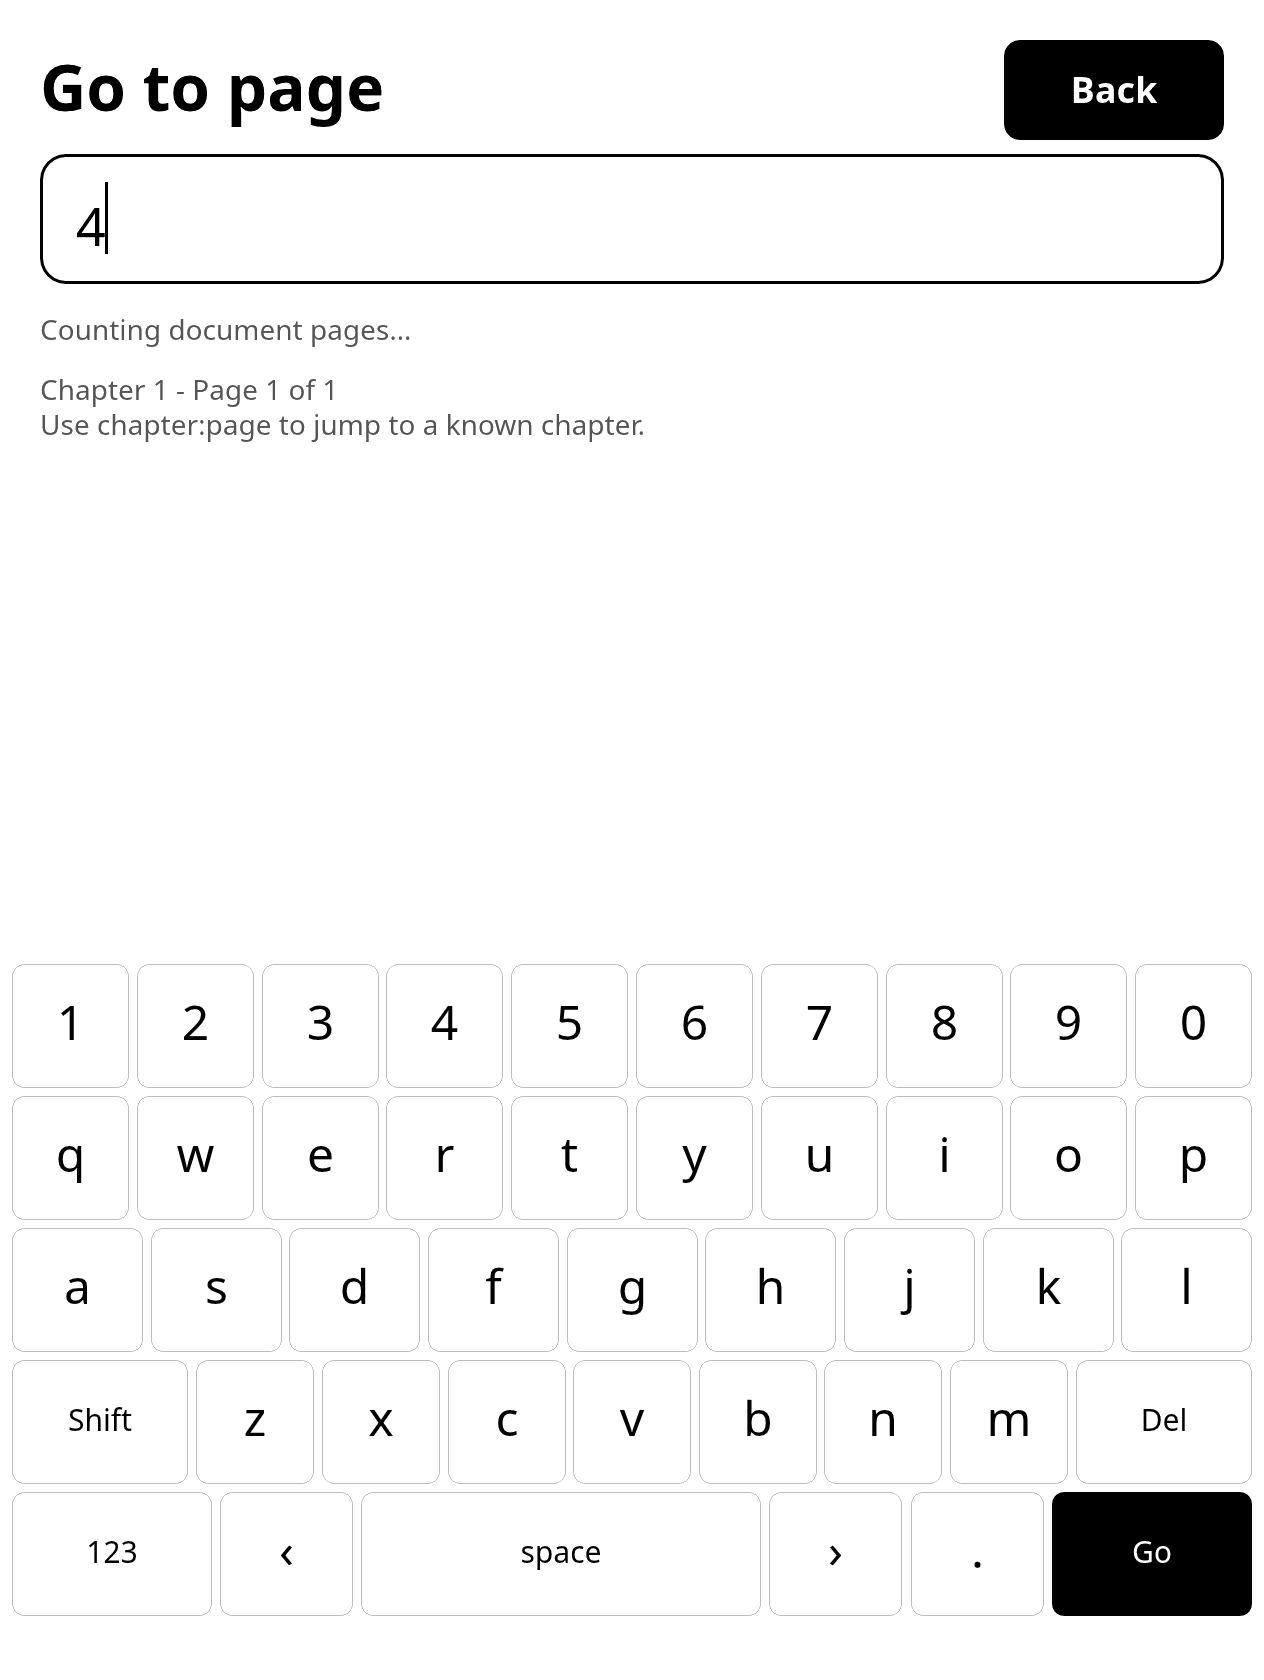 Go to page
Back
4
Counting document pages...
Chapter 1 - Page 1 of 1
Use chapter:page to jump to a known chapter.
1 2 3 4 5 6 7 8 9 0
q w e r t y u i o p
a s d f g h j k l
Shift z x c v b n m Del
123 ‹ space › . Go